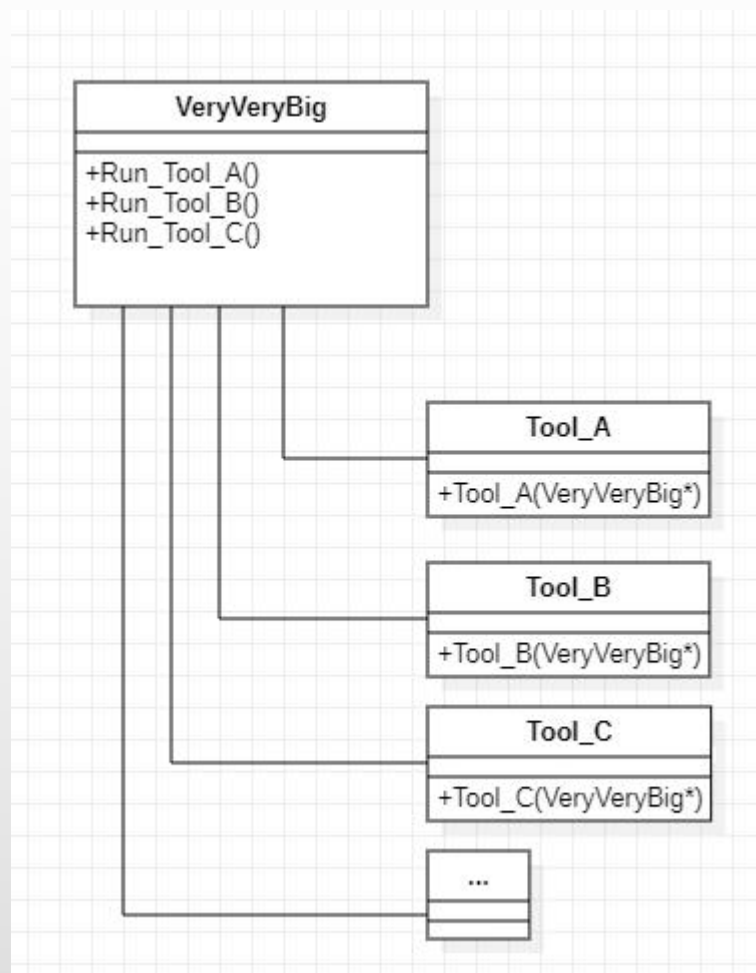 VeryVeryBig
+Run_Tool_A()
+Run_Tool_B()
+Run_Tool_C()
Tool_A
+Tool_A(VeryVeryBig*)
Tool_B
+Tool_B(VeryVeryBig*)
Tool_C
+Tool_C(VeryVeryBig*)
...